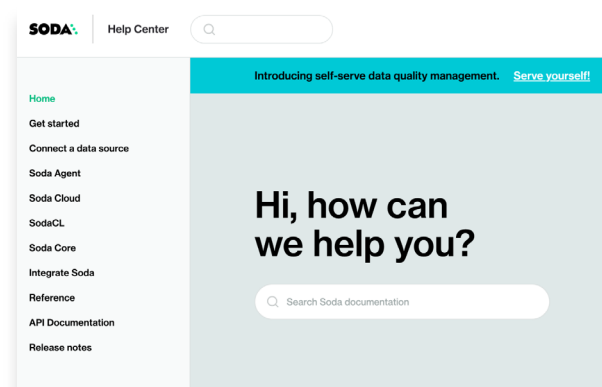 SODA
Help Center
Introducing self-serve data quality management. Serve yourself!
Home
Get started
Connect a data source
Soda Agent
Soda Cloud
SodaCL
Soda Core
Integrate Soda
Reference
API Documentation
Release notes
Hi, how can
we help you?
Search Soda documentation